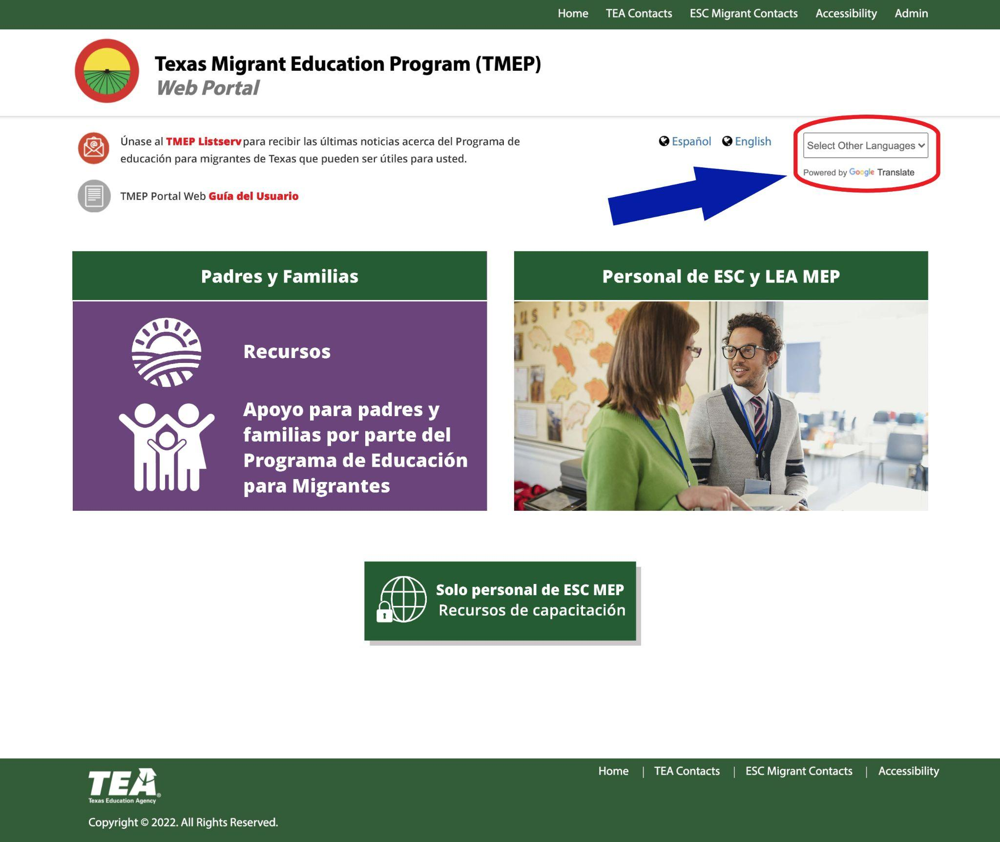 Home TEA Contacts ESC Migrant Contacts Accessibility Admin
Texas Migrant Education Program (TMEP)
Web Portal
Únase al TMEP Listserv para recibir las últimas noticias acerca del Programa de
educación para migrantes de Texas que pueden ser útiles para usted.
Español English
Select Other Languages
Powered by Google Translate
TMEP Portal Web Guía del Usuario
Padres y Familias
Recursos
Apoyo para padres y
familias por parte del
Programa de Educación
para Migrantes
Personal de ESC y LEA MEP
Solo personal de ESC MEP
Recursos de capacitación
TEA
Texas Education Agency
Home | TEA Contacts | ESC Migrant Contacts | Accessibility
Copyright © 2022. All Rights Reserved.